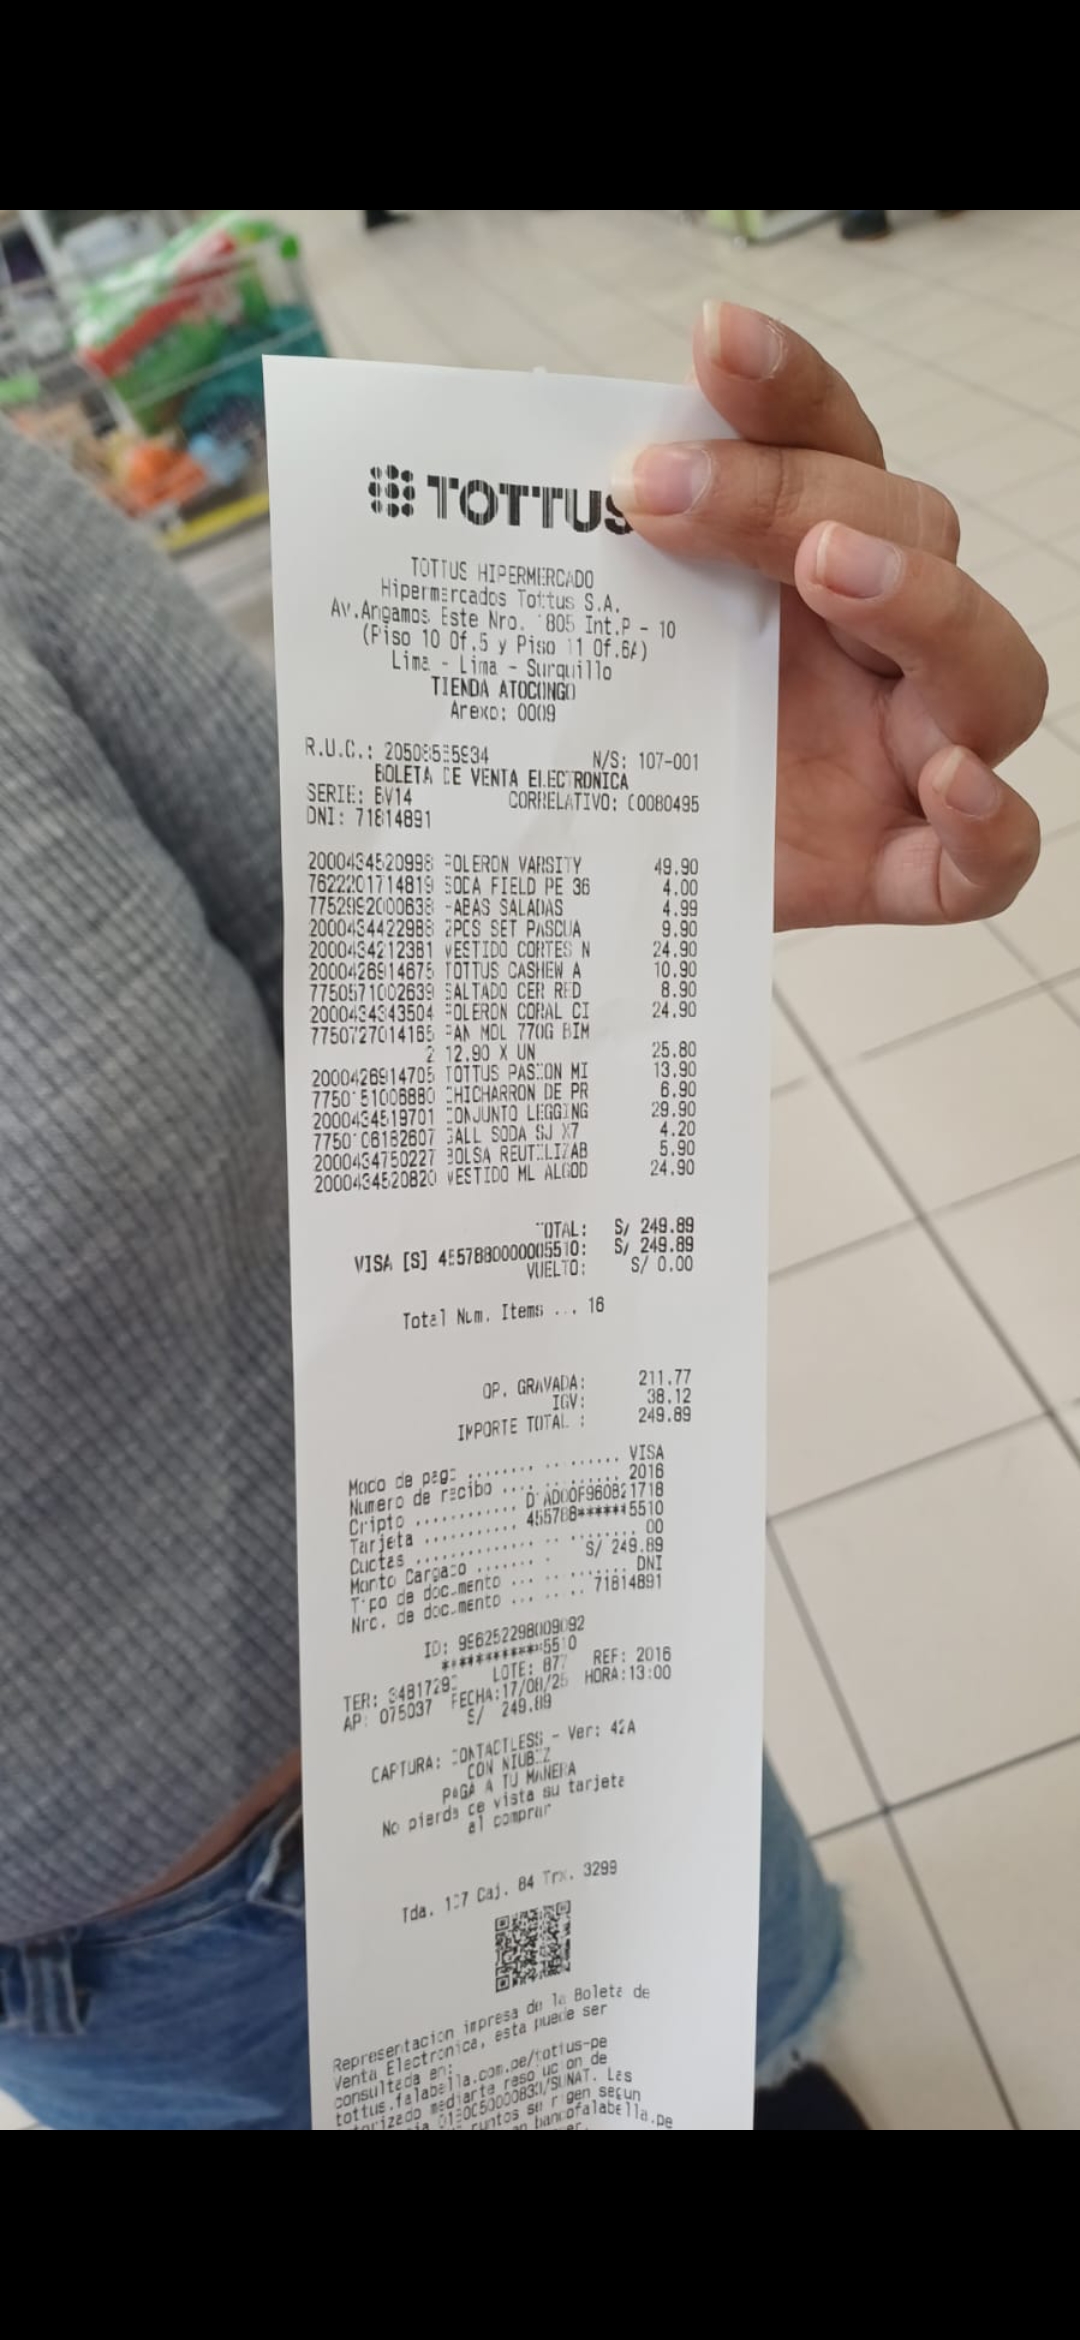 TOTTUS
TOTTUS HIPERMERCADO
Hipermercados Tottus S.A.
Av.Angamos Este Nro. 1805 Int.P - 10
(Piso 10 Of.5 y Piso 11 Of.6A)
Lima - Lima - Surquillo
TIENDA ATOCONGO
Anexo: 0009
R.U.C.: 20508565934 N/S: 107-001
BOLETA DE VENTA ELECTRONICA
SERIE: BV14 CORRELATIVO: 00080495
DNI: 71814891
2000434520998 POLERON VARSITY 49.90
7622201714819 SODA FIELD PE 36 4.00
7752992000638 HABAS SALADAS 4.99
2000434422988 2PCS SET PASCUA 9.90
2000434212381 VESTIDO CORTES N 24.90
2000426914675 TOTTUS CASHEW A 10.90
7750571002639 SALTADO CER RED 8.90
2000434343504 POLERON CORAL CI 24.90
7750727014165 PAN MOL 770G BIM
2 12.90 X UN 25.80
2000426914705 TOTTUS PASION MI 13.90
7750151006880 CHICHARRON DE PR 6.90
2000434519701 CONJUNTO LEGGING 29.90
7750106182607 GALL SODA SJ X7 4.20
2000434750227 BOLSA REUTILIZAB 5.90
2000434520820 VESTIDO ML ALGOD 24.90
TOTAL: S/ 249.89
VISA [S] 4557880000005510: S/ 249.89
VUELTO: S/ 0.00
Total Num. Items ... 16
OP. GRAVADA: 211.77
IGV: 38.12
IMPORTE TOTAL : 249.89
Modo de pago ................. VISA
Numero de recibo ............. 2016
Cripto ............ D1AD00F960821718
Tarjeta ........... 455788******5510
Cuotas ......................... 00
Monto Cargado ....... S/ 249.89
Tipo de documento ............. DNI
Nro. de documento ........ 71814891
ID: 996252298009092
************5510
TER: LOTE: 877 REF: 2016
AP: 075037 FECHA:17/08/25 HORA:13:00
S/ 249.89
CAPTURA: CONTACTLESS - Ver: 42A
CON NIUBIZ
PAGA A TU MANERA
No pierda de vista su tarjeta
al comprar
Tda. 107 Caj. 84 Trx. 3299
Representacion impresa de la Boleta de
Venta Electronica, esta puede ser
consultada en:
tottus.falabella.com.pe/tottus-pe
autorizado mediante resolucion de
SUNAT. Las
puntos se rigen segun
en bancofalabella.pe